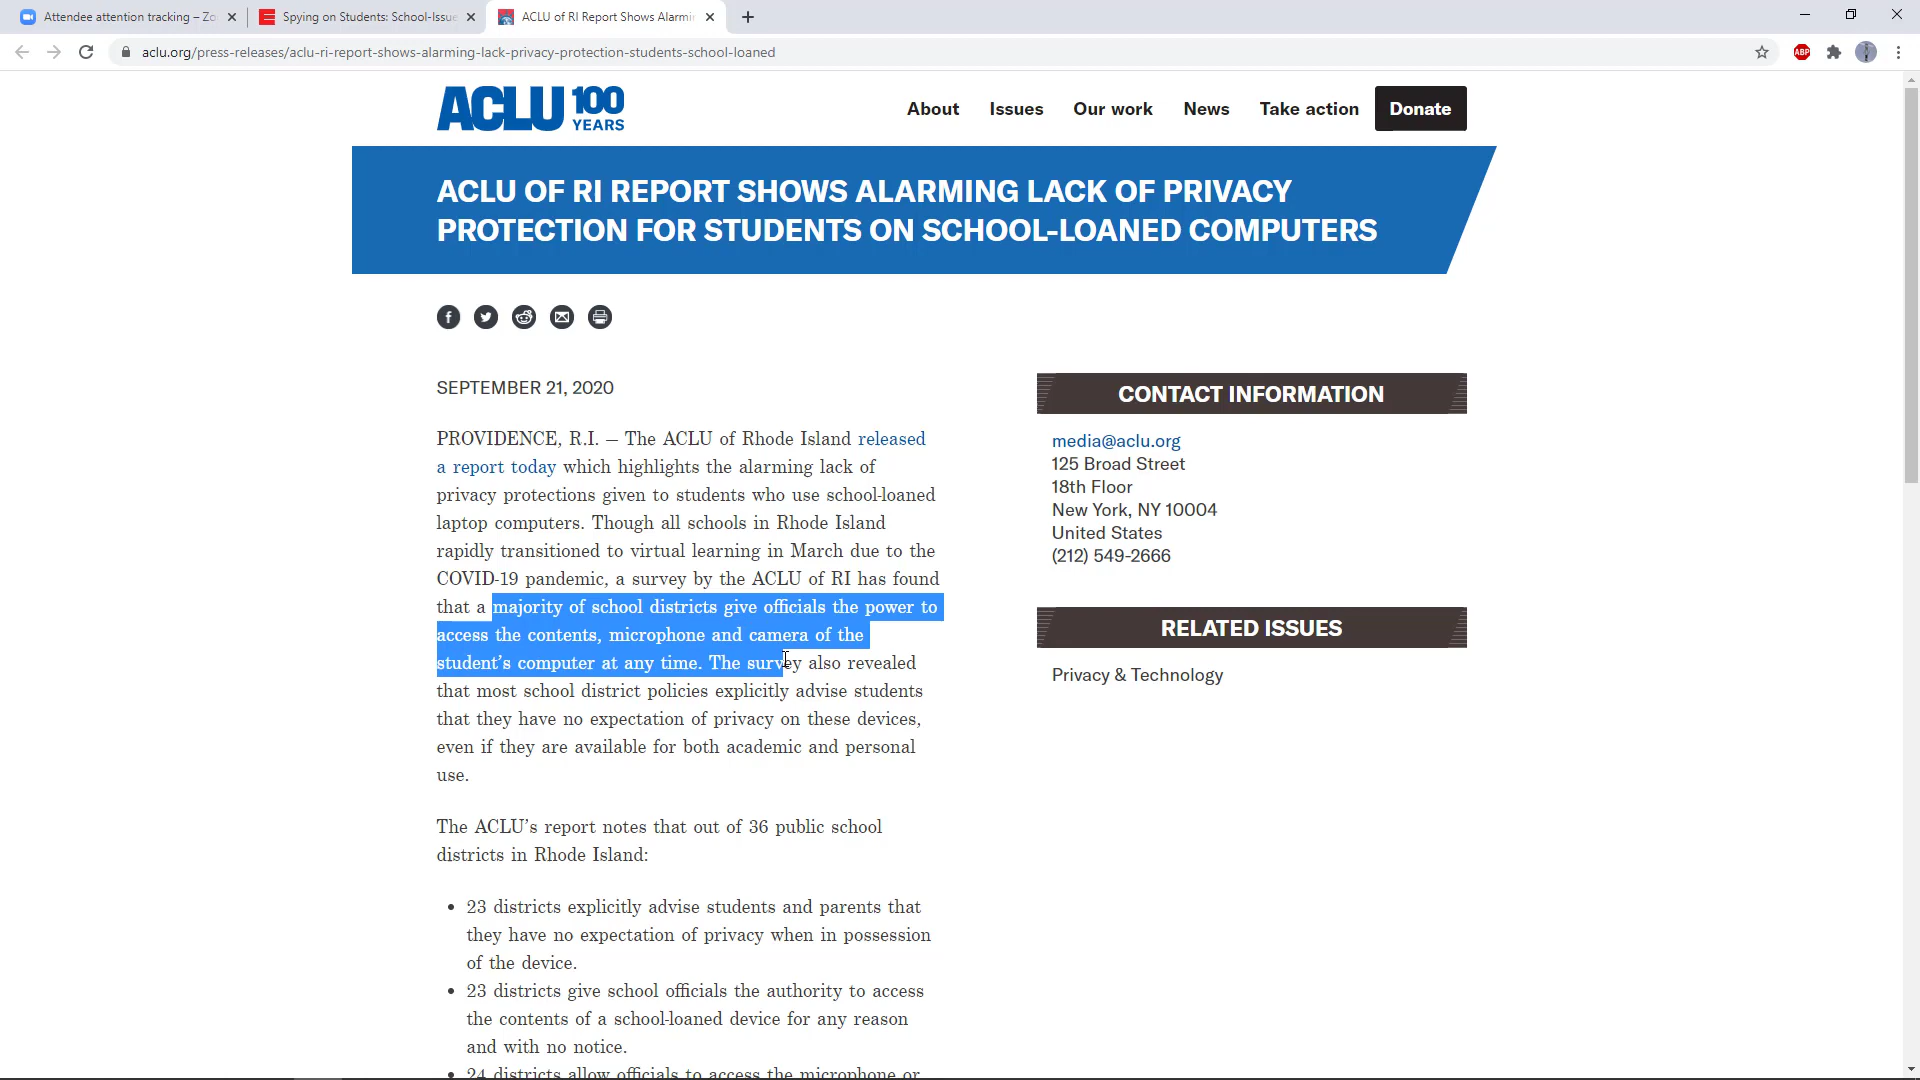 Attendee attention tracking – Zo
Spying on Students: School-Issue
ACLU of RI Report Shows Alarmin
aclu.org/press-releases/aclu-ri-report-shows-alarming-lack-privacy-protection-students-school-loaned
ABP
ACLU 100 YEARS
About
Issues
Our work
News
Take action
Donate
ACLU OF RI REPORT SHOWS ALARMING LACK OF PRIVACY
PROTECTION FOR STUDENTS ON SCHOOL-LOANED COMPUTERS
SEPTEMBER 21, 2020
PROVIDENCE, R.I. — The ACLU of Rhode Island released
a report today which highlights the alarming lack of
privacy protections given to students who use school-loaned
laptop computers. Though all schools in Rhode Island
rapidly transitioned to virtual learning in March due to the
COVID-19 pandemic, a survey by the ACLU of RI has found
that a majority of school districts give officials the power to
access the contents, microphone and camera of the
student’s computer at any time. The survey also revealed
that most school district policies explicitly advise students
that they have no expectation of privacy on these devices,
even if they are available for both academic and personal
use.
The ACLU’s report notes that out of 36 public school
districts in Rhode Island:
• 23 districts explicitly advise students and parents that
they have no expectation of privacy when in possession
of the device.
• 23 districts give school officials the authority to access
the contents of a school-loaned device for any reason
and with no notice.
• 24 districts allow officials to access the microphone or
CONTACT INFORMATION
media@aclu.org
125 Broad Street
18th Floor
New York, NY 10004
United States
(212) 549-2666
RELATED ISSUES
Privacy & Technology